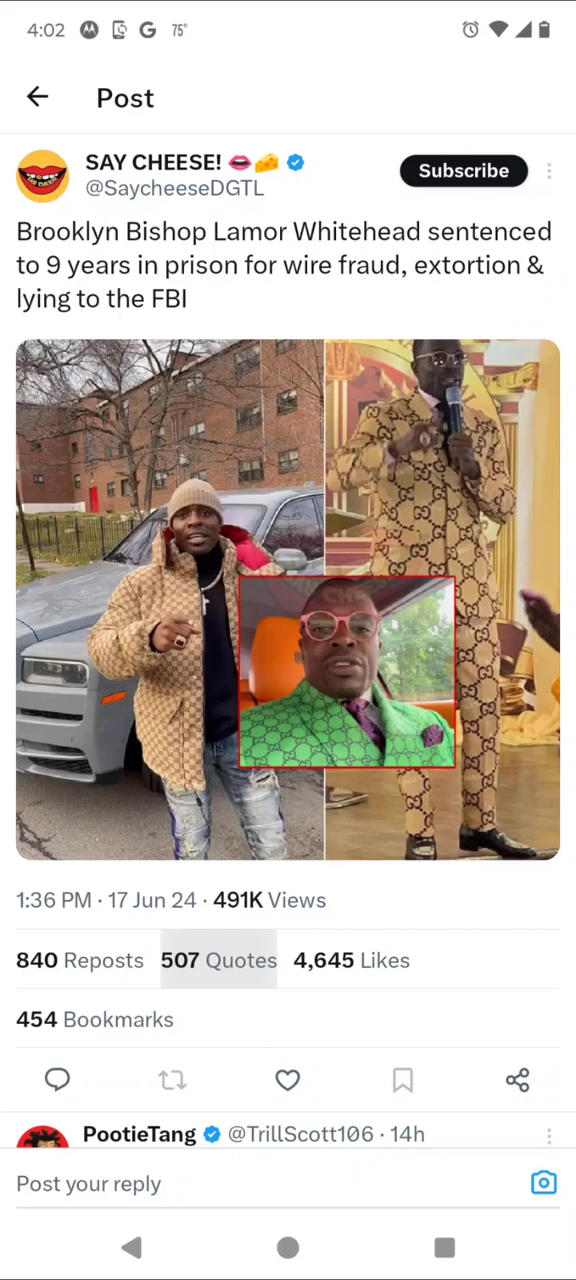 4:02 G 75°
Post
SAY CHEESE! 👄🧀
@SaycheeseDGTL
Subscribe
Brooklyn Bishop Lamor Whitehead sentenced
to 9 years in prison for wire fraud, extortion &
lying to the FBI
1:36 PM · 17 Jun 24 · 491K Views
840 Reposts 507 Quotes 4,645 Likes
454 Bookmarks
PootieTang @TrillScott106 · 14h
Post your reply